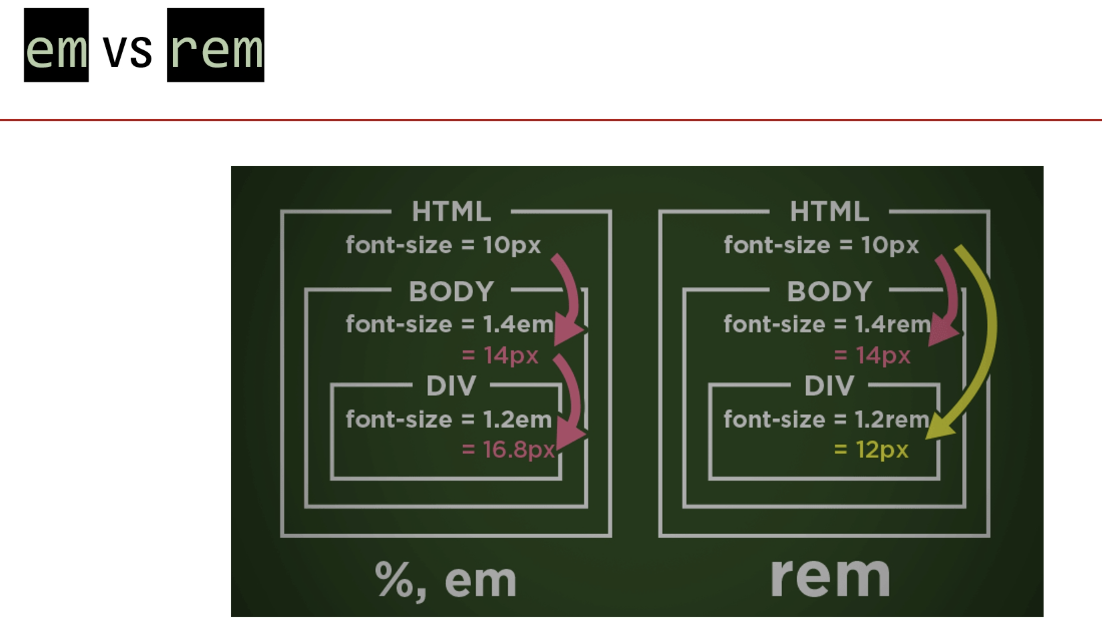 em vs rem
HTML
font-size = 10px
BODY
font-size = 1.4em
= 14px
DIV
font-size = 1.2em
= 16.8px
%, em
HTML
font-size = 10px
BODY
font-size = 1.4rem
= 14px
DIV
font-size = 1.2rem
= 12px
rem